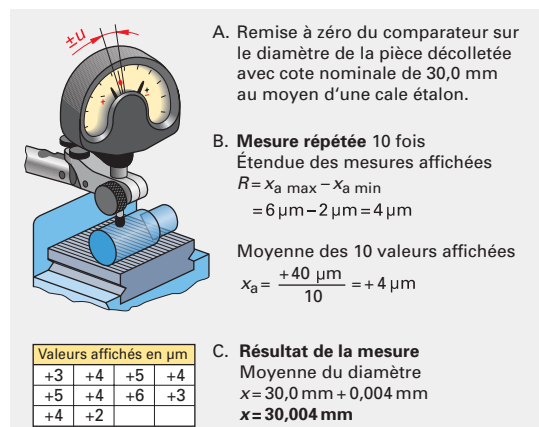 ±u
A. Remise à zéro du comparateur sur
le diamètre de la pièce décolletée
avec cote nominale de 30,0 mm
au moyen d'une cale étalon.
B. Mesure répétée 10 fois
Étendue des mesures affichées
R = xa max − xa min
= 6 µm − 2 µm = 4 µm
Moyenne des 10 valeurs affichées
xa = +40 µm / 10 = + 4 µm
Valeurs affichés en µm
+3 +4 +5 +4
+5 +4 +6 +3
+4 +2
C. Résultat de la mesure
Moyenne du diamètre
x = 30,0 mm + 0,004 mm
x = 30,004 mm